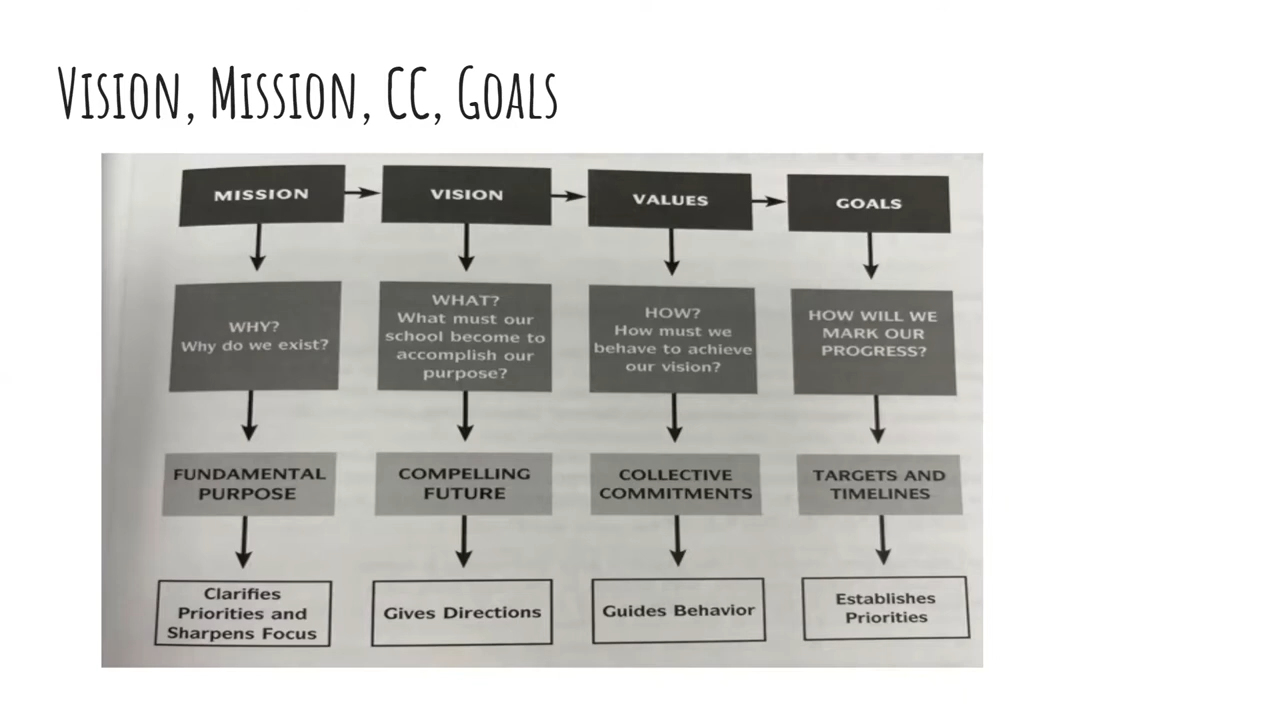 Vision, Mission, CC, Goals
MISSION
VISION
VALUES
GOALS
WHY?
Why do we exist?
WHAT?
What must our
school become to
accomplish our
purpose?
HOW?
How must we
behave to achieve
our vision?
HOW WILL WE
MARK OUR
PROGRESS?
FUNDAMENTAL
PURPOSE
COMPELLING
FUTURE
COLLECTIVE
COMMITMENTS
TARGETS AND
TIMELINES
Clarifies
Priorities and
Sharpens Focus
Gives Directions
Guides Behavior
Establishes
Priorities